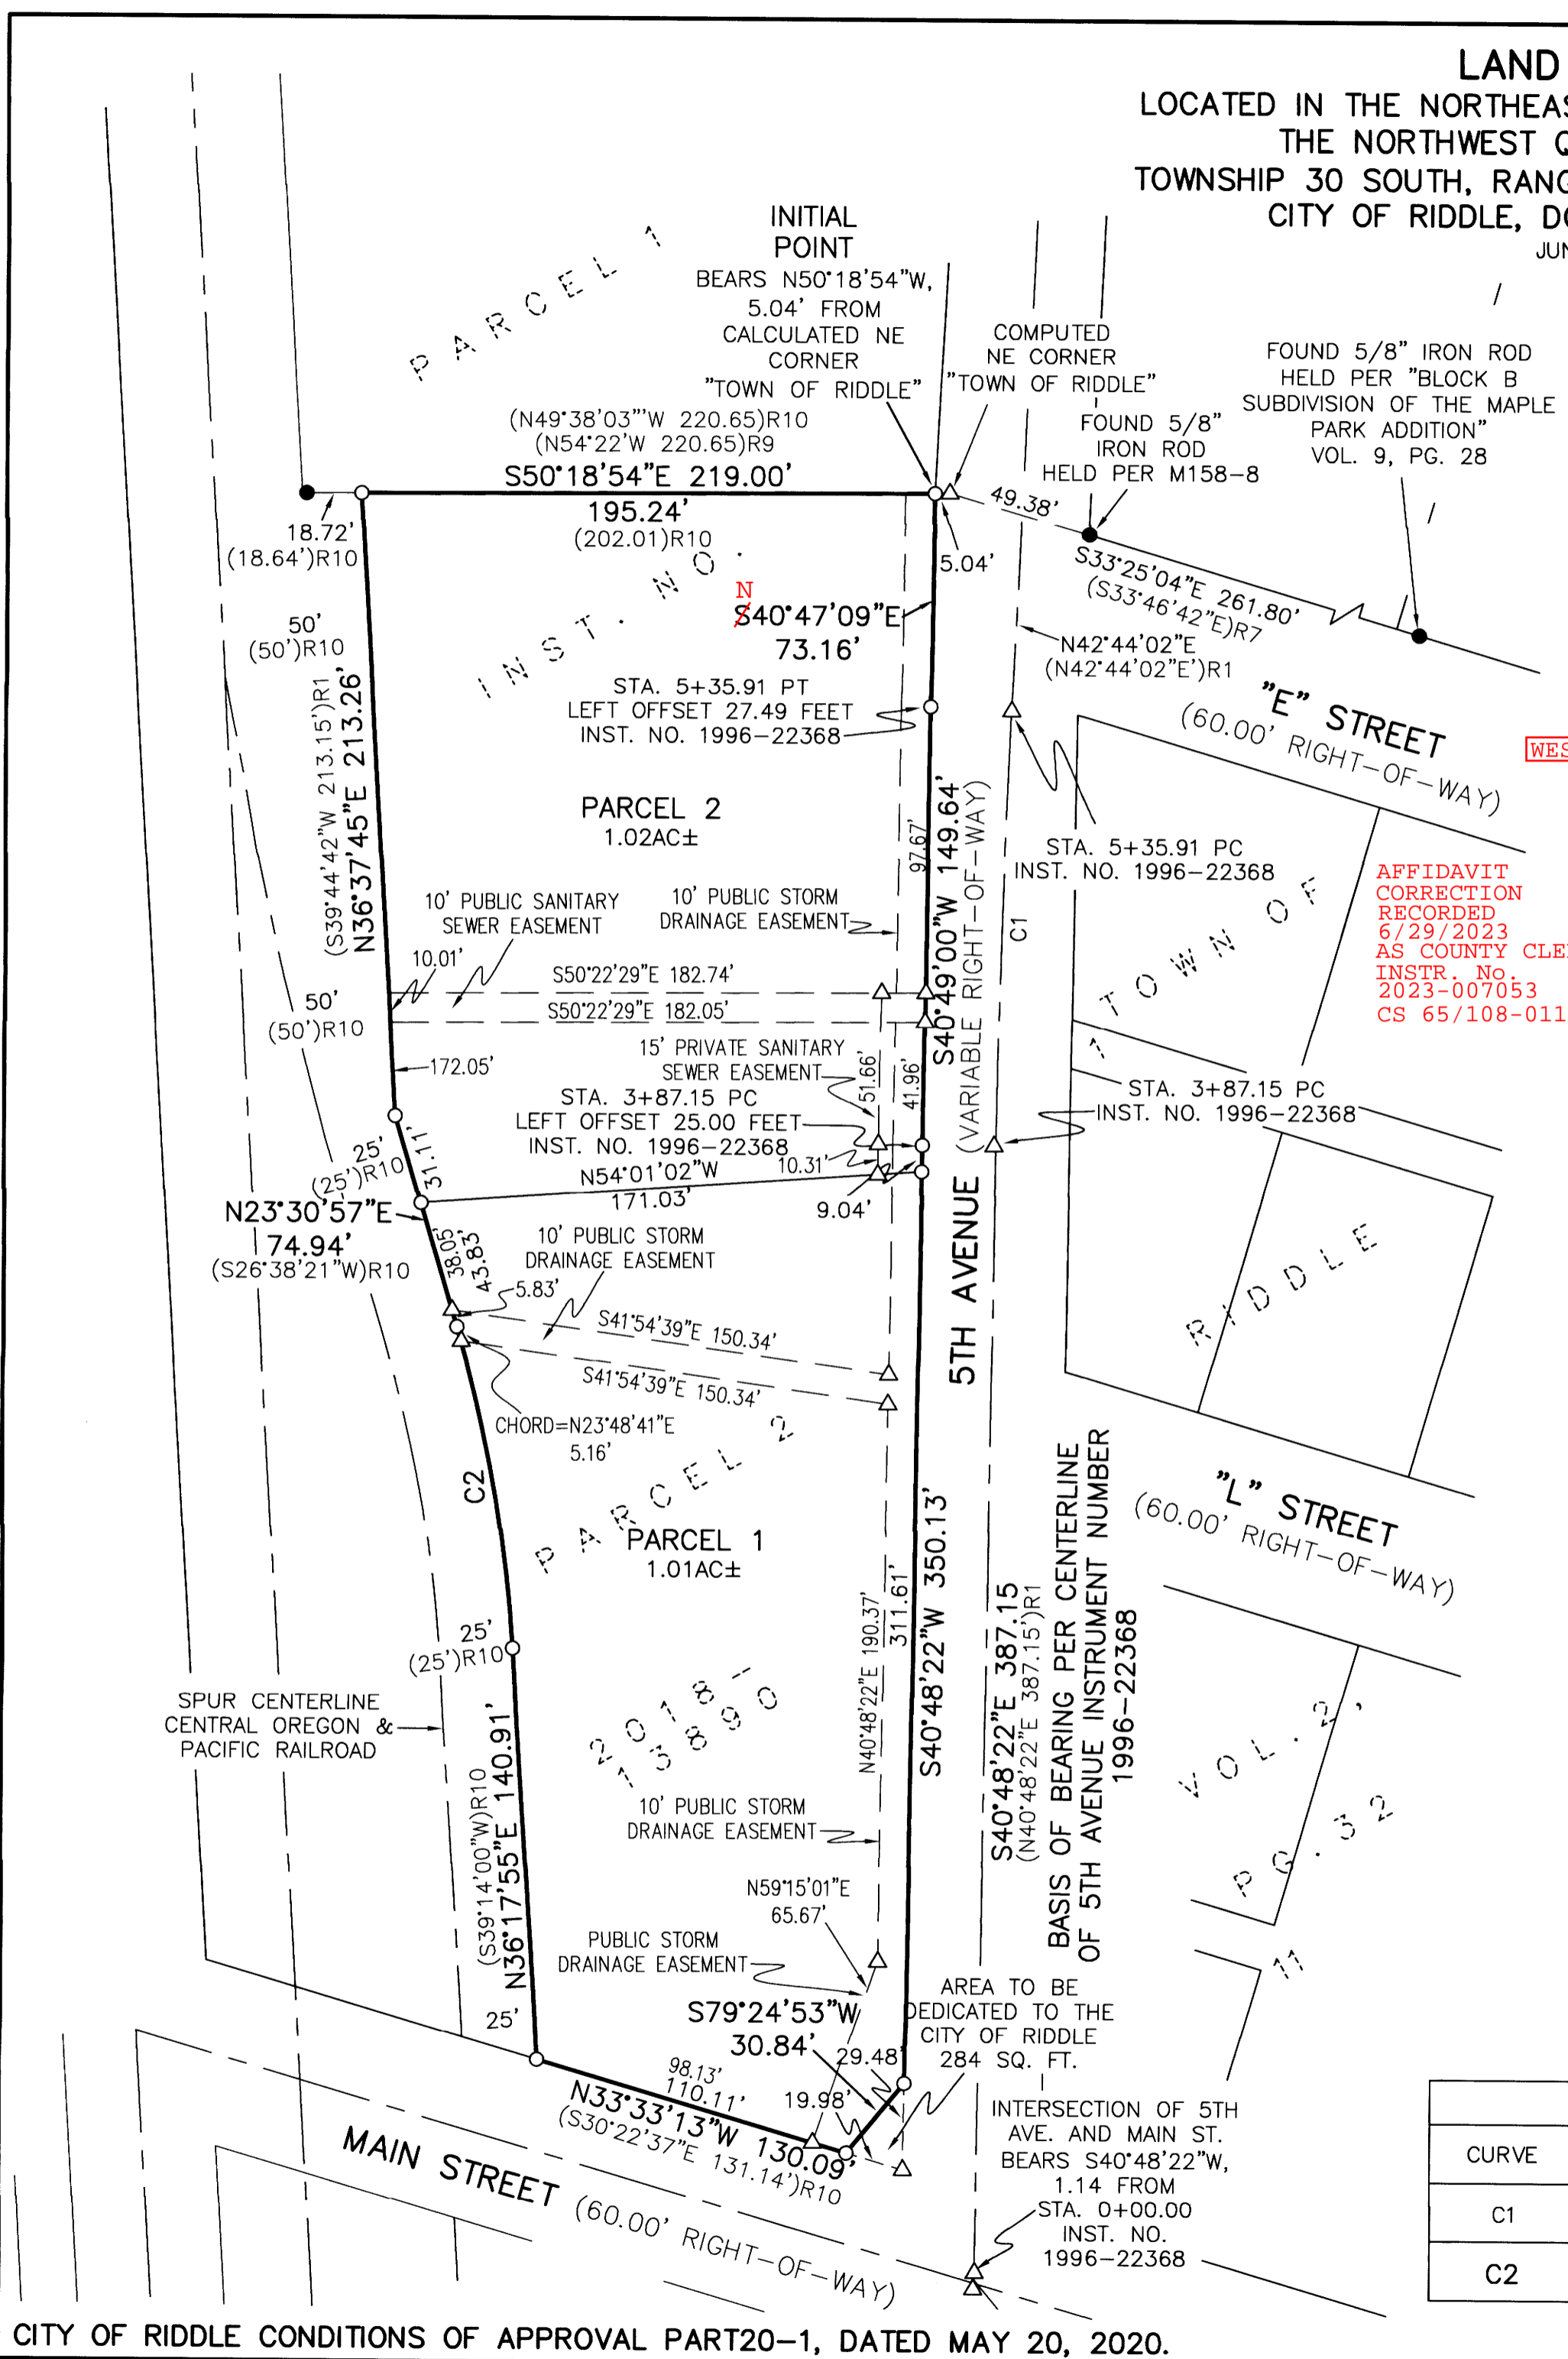 LAND
LOCATED IN THE NORTHEAS
THE NORTHWEST Q
TOWNSHIP 30 SOUTH, RANG
CITY OF RIDDLE, DO
JUN
INITIAL
POINT
BEARS N50°18'54"W,
5.04' FROM
CALCULATED NE
CORNER
"TOWN OF RIDDLE"
COMPUTED
NE CORNER
"TOWN OF RIDDLE"
FOUND 5/8"
IRON ROD
HELD PER M158-8
FOUND 5/8" IRON ROD
HELD PER "BLOCK B
SUBDIVISION OF THE MAPLE
PARK ADDITION"
VOL. 9, PG. 28
PARCEL 1
(N49°38'03""W 220.65)R10
(N54°22'W 220.65)R9
S50°18'54"E 219.00'
195.24'
(202.01)R10
18.72'
(18.64')R10
49.38'
5.04'
S33°25'04"E 261.80'
(S33°46'42"E)R7
INST. NO.
N
S40°47'09"E
73.16'
N42°44'02"E
(N42°44'02"E')R1
50'
(50')R10
STA. 5+35.91 PT
LEFT OFFSET 27.49 FEET
INST. NO. 1996-22368
"E" STREET
(60.00' RIGHT-OF-WAY)
WES
(S39°44'42"W 213.15')R1
N36°37'45"E 213.26'
PARCEL 2
1.02AC±
97.67'
S40°49'00"W 149.64'
(VARIABLE RIGHT-OF-WAY)
C1
STA. 5+35.91 PC
INST. NO. 1996-22368
AFFIDAVIT
CORRECTION
RECORDED
6/29/2023
AS COUNTY CLE
INSTR. No.
2023-007053
CS 65/108-011
10' PUBLIC SANITARY
SEWER EASEMENT
10' PUBLIC STORM
DRAINAGE EASEMENT
10.01'
S50°22'29"E 182.74'
S50°22'29"E 182.05'
50'
(50')R10
TOWN OF
1
172.05'
15' PRIVATE SANITARY
SEWER EASEMENT
51.66'
41.96'
STA. 3+87.15 PC
LEFT OFFSET 25.00 FEET
INST. NO. 1996-22368
STA. 3+87.15 PC
INST. NO. 1996-22368
25'
(25')R10
31.11'
N54°01'02"W
171.03'
10.31'
9.04'
N23°30'57"E
74.94'
(S26°38'21"W)R10
38.05'
43.83'
10' PUBLIC STORM
DRAINAGE EASEMENT
5.83'
S41°54'39"E 150.34'
S41°54'39"E 150.34'
CHORD=N23°48'41"E
5.16'
5TH AVENUE
RIDDLE
C2
PARCEL 2
PARCEL 1
1.01AC±
"L" STREET
(60.00' RIGHT-OF-WAY)
25'
(25')R10
N40°48'22"E 190.37'
311.61'
S40°48'22"W 350.13'
S40°48'22"E 387.15
(N40°48'22"E 387.15')R1
BASIS OF BEARING PER CENTERLINE
OF 5TH AVENUE INSTRUMENT NUMBER
1996-22368
SPUR CENTERLINE
CENTRAL OREGON &
PACIFIC RAILROAD
2018-
13890
VOL. 2,
PG. 32
11
(S39°14'00"W)R10
N36°17'55"E 140.91'
10' PUBLIC STORM
DRAINAGE EASEMENT
N59°15'01"E
65.67'
PUBLIC STORM
DRAINAGE EASEMENT
25'
S79°24'53"W
30.84'
AREA TO BE
DEDICATED TO THE
CITY OF RIDDLE
284 SQ. FT.
29.48'
19.98'
98.13'
110.11'
N33°33'13"W 130.09'
(S30°22'37"E 131.14')R10
MAIN STREET (60.00' RIGHT-OF-WAY)
INTERSECTION OF 5TH
AVE. AND MAIN ST.
BEARS S40°48'22"W,
1.14 FROM
STA. 0+00.00
INST. NO.
1996-22368
CURVE
C1
C2
CITY OF RIDDLE CONDITIONS OF APPROVAL PART20-1, DATED MAY 20, 2020.